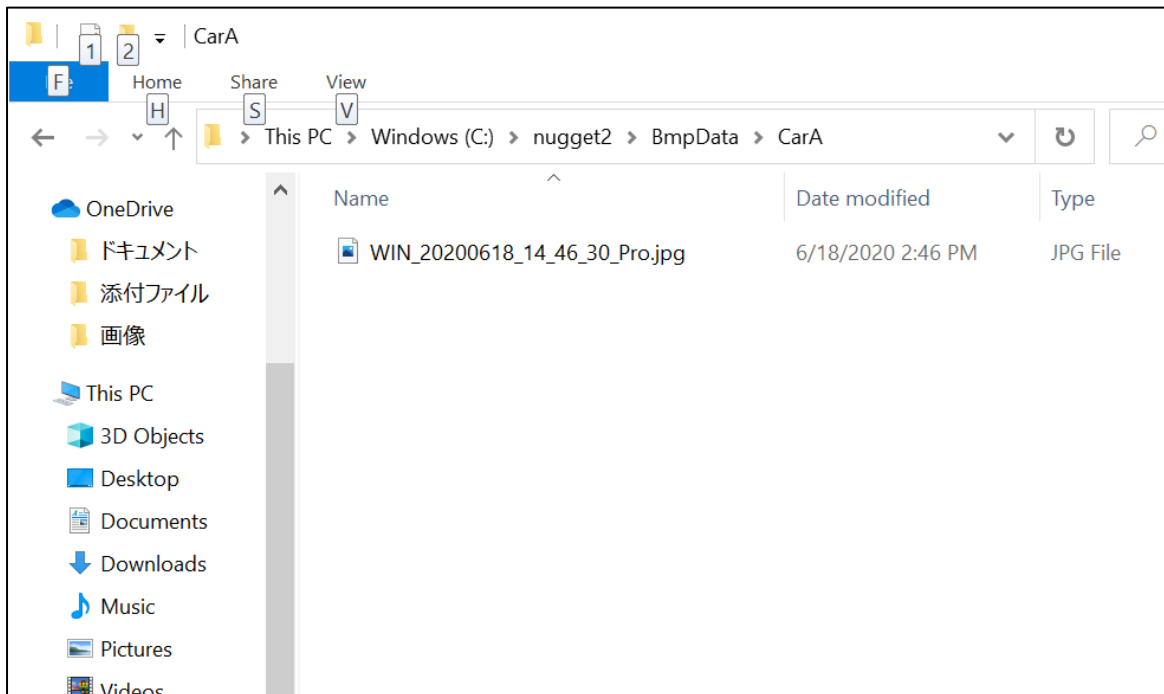 1 2 CarA
F Home Share View
H S V
This PC Windows (C:) nugget2 BmpData CarA
Name Date modified Type
WIN_20200618_14_46_30_Pro.jpg 6/18/2020 2:46 PM JPG File
OneDrive
ドキュメント
添付ファイル
画像
This PC
3D Objects
Desktop
Documents
Downloads
Music
Pictures
Videos